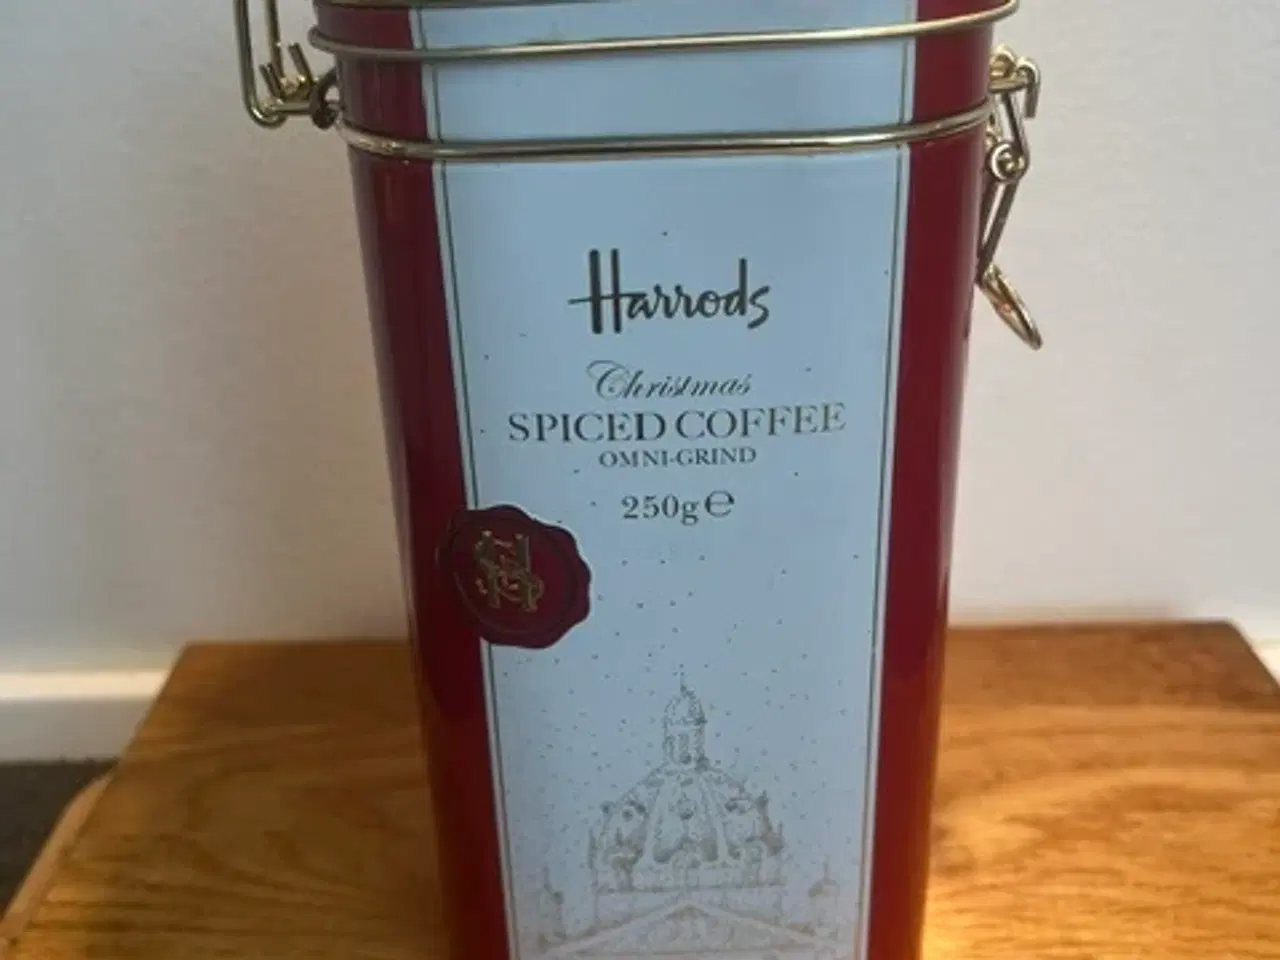 Harrods
Christmas
SPICED COFFEE
OMNI-GRIND
250g℮